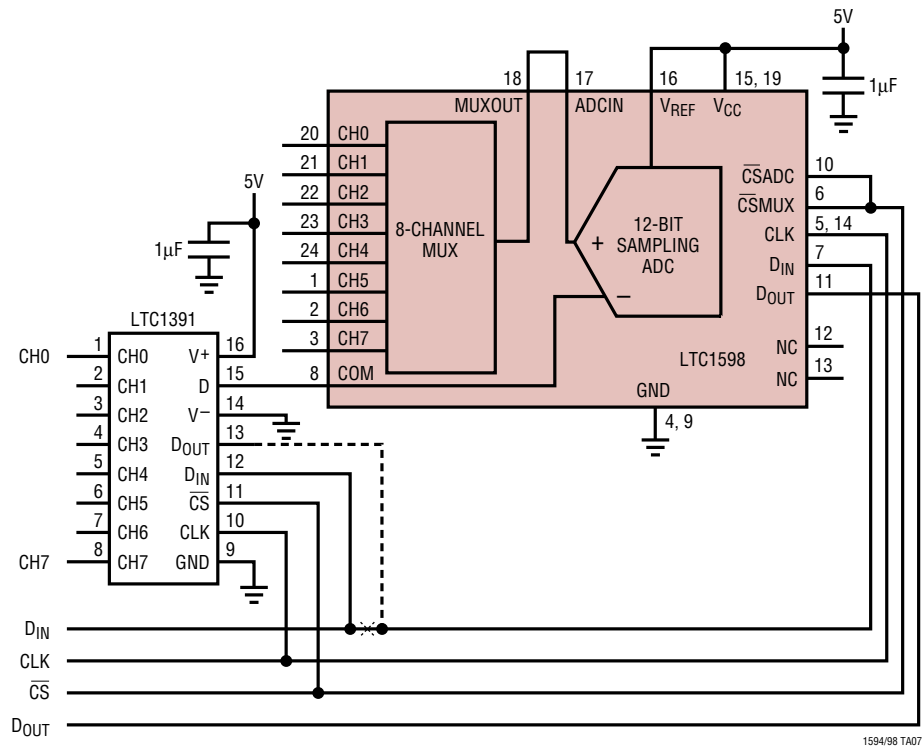 5V
1µF
18
17
16
15, 19
MUXOUT
ADCIN
VREF
VCC
20 CH0
21 CH1
22 CH2
23 CH3
24 CH4
1 CH5
2 CH6
3 CH7
8 COM
8-CHANNEL
MUX
+
12-BIT
SAMPLING
ADC
–
CSADC 10
CSMUX 6
CLK 5, 14
DIN 7
DOUT 11
NC 12
NC 13
LTC1598
GND
4, 9
5V
1µF
LTC1391
CH0 1 CH0 V+ 16
2 CH1 D 15
3 CH2 V– 14
4 CH3 DOUT 13
5 CH4 DIN 12
6 CH5 CS 11
7 CH6 CLK 10
CH7 8 CH7 GND 9
DIN
CLK
CS
DOUT
1594/98 TA07